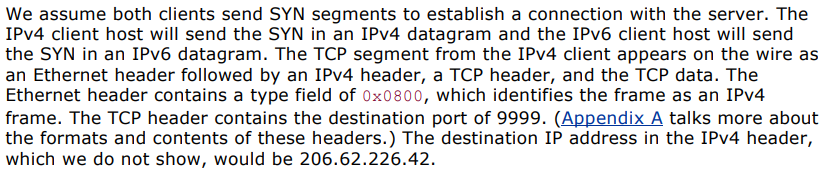 We assume both clients send SYN segments to establish a connection with the server. The
IPv4 client host will send the SYN in an IPv4 datagram and the IPv6 client host will send
the SYN in an IPv6 datagram. The TCP segment from the IPv4 client appears on the wire as
an Ethernet header followed by an IPv4 header, a TCP header, and the TCP data. The
Ethernet header contains a type field of 0x0800, which identifies the frame as an IPv4
frame. The TCP header contains the destination port of 9999. (Appendix A talks more about
the formats and contents of these headers.) The destination IP address in the IPv4 header,
which we do not show, would be 206.62.226.42.